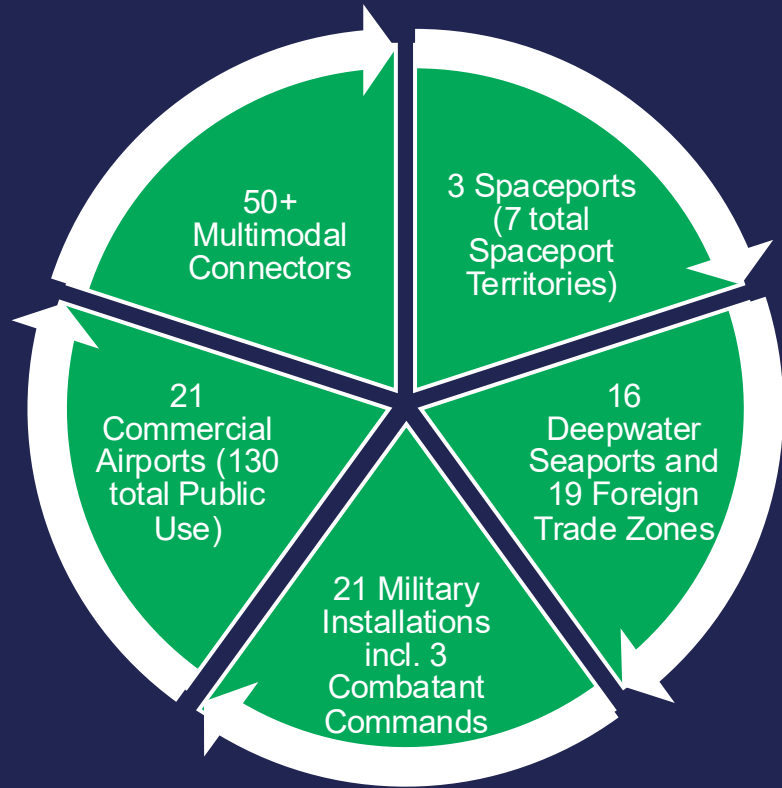 3 Spaceports
(7 total
Spaceport
Territories)
16
Deepwater
Seaports and
19 Foreign
Trade Zones
21 Military
Installations
incl. 3
Combatant
Commands
21
Commercial
Airports (130
total Public
Use)
50+
Multimodal
Connectors